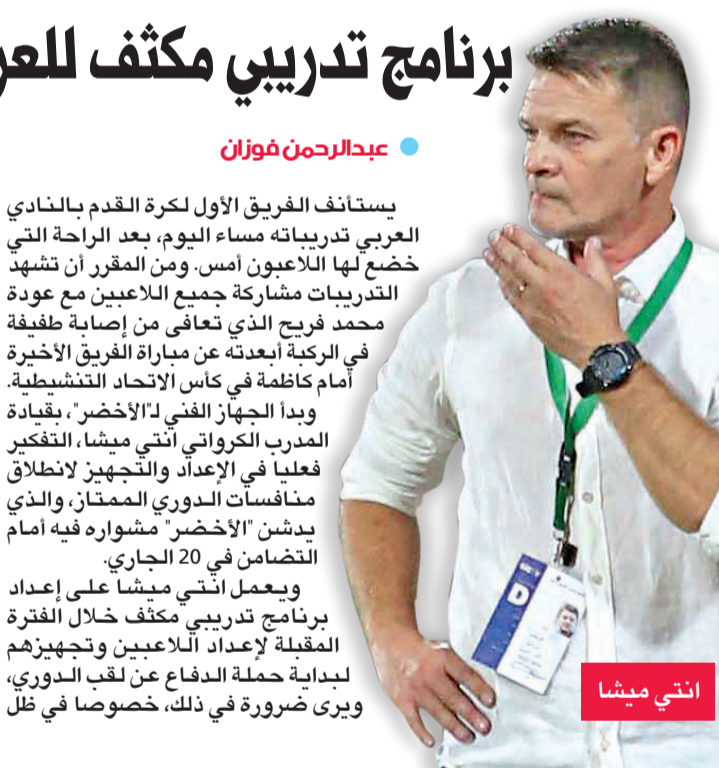 برنامج تدريبي مكثف
عبدالرحمن فوزان
يستأنف الفريق الأول لكرة القدم بالنادي
العربي تدريباته مساء اليوم، بعد الراحة التي
خضع لها اللاعبون أمس. ومن المقرر أن تشهد
التدريبات مشاركة جميع اللاعبين مع عودة
محمد فريح الذي تعافى من إصابة طفيفة
في الركبة أبعدته عن مباراة الفريق الأخيرة
أمام كاظمة في كأس الاتحاد التنشيطية.
وبدأ الجهاز الفني لـ"الأخضر"، بقيادة
المدرب الكرواتي انتي ميشا، التفكير
فعليا في الإعداد والتجهيز لانطلاق
منافسات الدوري الممتاز، والذي
يدشن "الأخضر" مشواره فيه أمام
التضامن في 20 الجاري.
ويعمل انتي ميشا على إعداد
برنامج تدريبي مكثف خلال الفترة
المقبلة لإعداد اللاعبين وتجهيزهم
لبداية حملة الدفاع عن لقب الدوري،
ويرى ضرورة في ذلك، خصوصا في ظل
D
انتي ميشا